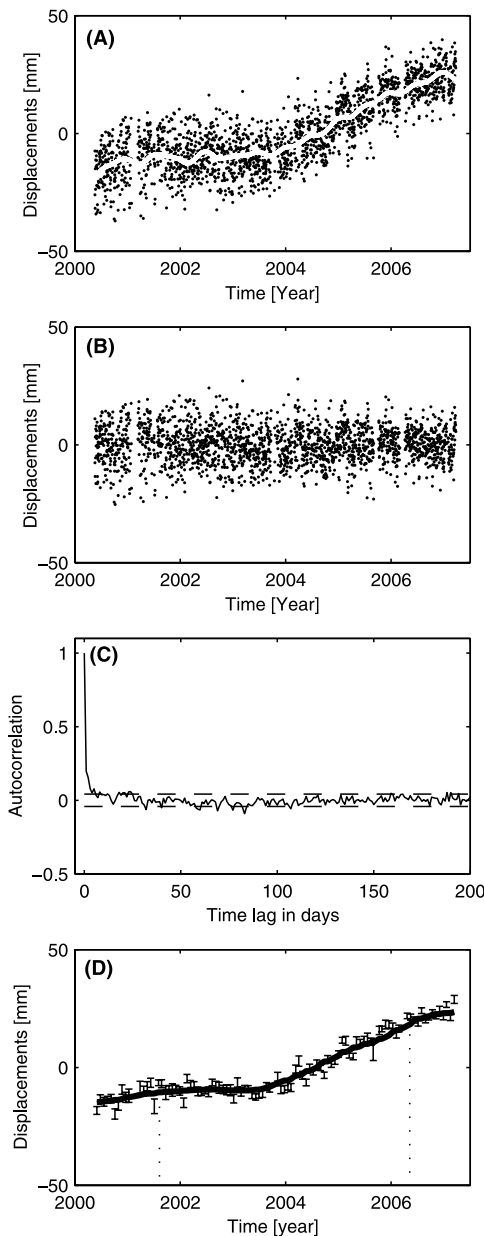 50
(A)
Displacements [mm]
0
−50
2000 2002 2004 2006
Time [Year]
50
(B)
Displacements [mm]
0
−50
2000 2002 2004 2006
Time [Year]
1
(C)
Autocorrelation
0.5
0
−0.5
0 50 100 150 200
Time lag in days
50
(D)
Displacements [mm]
0
−50
2000 2002 2004 2006
Time [year]